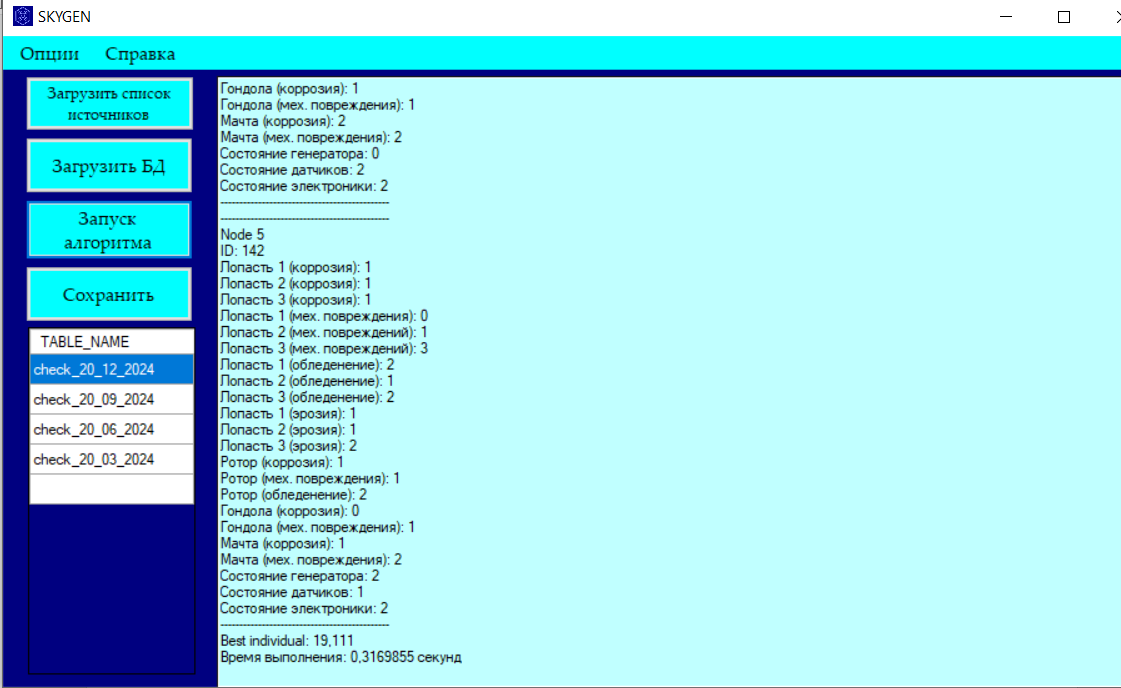 SKYGEN
Опции Справка
Загрузить список
источников
Загрузить БД
Запуск
алгоритма
Сохранить
TABLE_NAME
check_20_12_2024
check_20_09_2024
check_20_06_2024
check_20_03_2024
Гондола (коррозия): 1
Гондола (мех. повреждения): 1
Мачта (коррозия): 2
Мачта (мех. повреждения): 2
Состояние генератора: 0
Состояние датчиков: 2
Состояние электроники: 2
---------------------------------------------
---------------------------------------------
Node 5
ID: 142
Лопасть 1 (коррозия): 1
Лопасть 2 (коррозия): 1
Лопасть 3 (коррозия): 1
Лопасть 1 (мех. повреждения): 0
Лопасть 2 (мех. повреждений): 1
Лопасть 3 (мех. повреждений): 3
Лопасть 1 (обледенение): 2
Лопасть 2 (обледенение): 1
Лопасть 3 (обледенение): 2
Лопасть 1 (эрозия): 1
Лопасть 2 (эрозия): 1
Лопасть 3 (эрозия): 2
Ротор (коррозия): 1
Ротор (мех. повреждения): 1
Ротор (обледенение): 2
Гондола (коррозия): 0
Гондола (мех. повреждения): 1
Мачта (коррозия): 1
Мачта (мех. повреждения): 2
Состояние генератора: 2
Состояние датчиков: 1
Состояние электроники: 2
---------------------------------------------
Best individual: 19,111
Время выполнения: 0,3169855 секунд